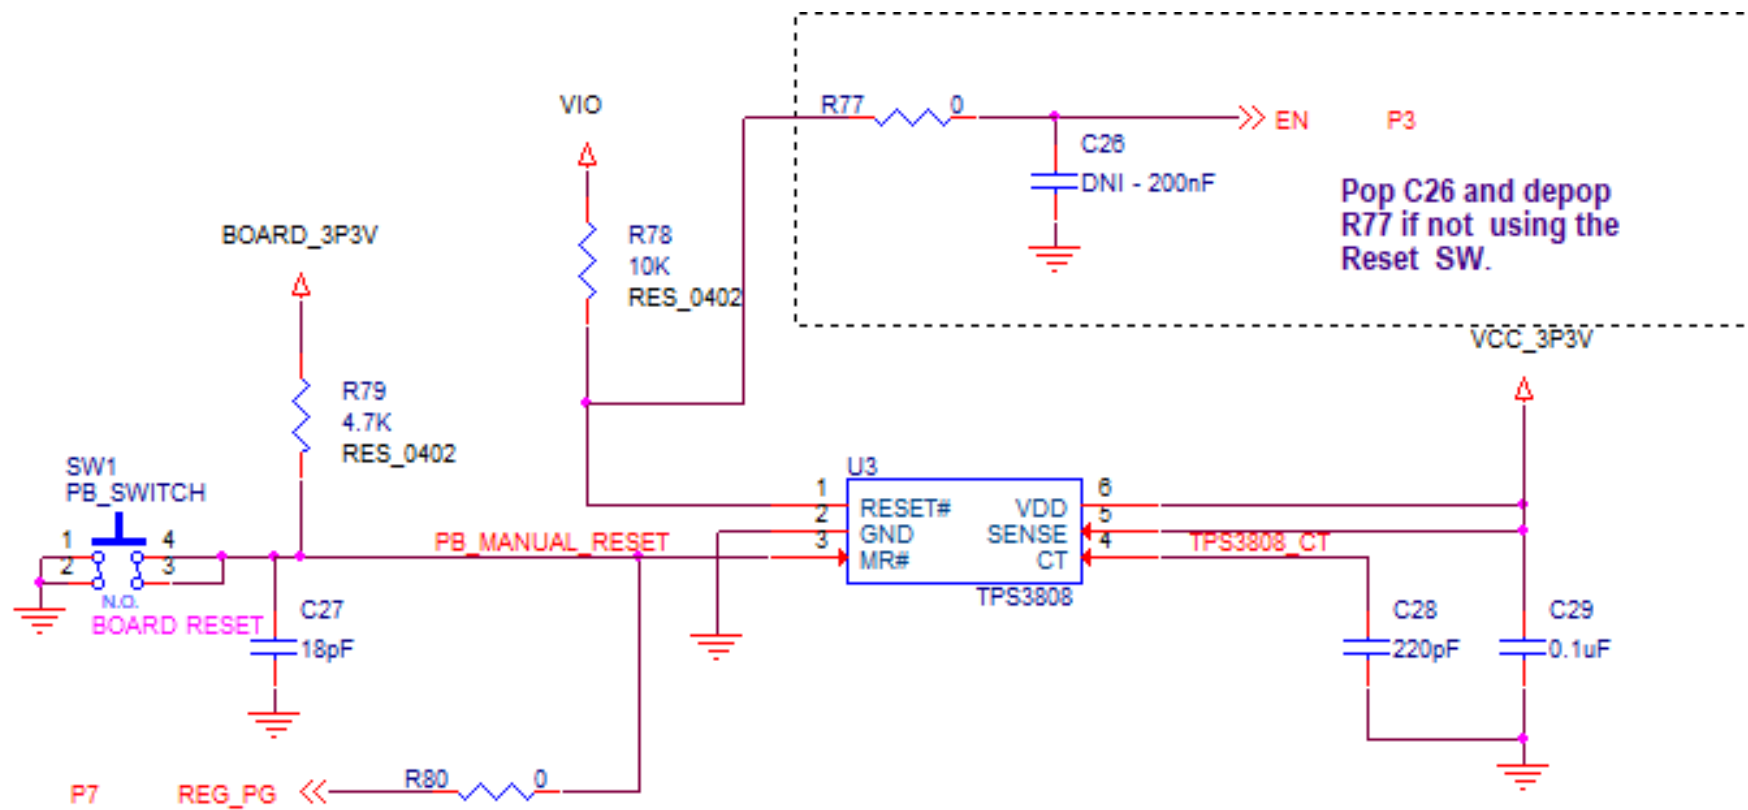 VIO
R77
0
EN
P3
C26
DNI - 200nF
Pop C26 and depop
R77 if not using the
Reset SW.
BOARD_3P3V
R78
10K
RES_0402
VCC_3P3V
R79
4.7K
RES_0402
SW1
PB_SWITCH
1
4
2
3
N.O.
BOARD RESET
PB_MANUAL_RESET
U3
1
RESET#
VDD
6
2
GND
SENSE
5
3
MR#
CT
4
TPS3808
TPS3808_CT
C27
18pF
C28
220pF
C29
0.1uF
P7
REG_PG
R80
0